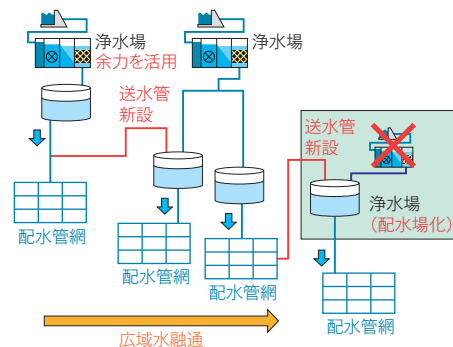 浄水場
余力を活用
浄水場
送水管
新設
送水管
新設
浄水場
（配水場化）
配水管網
配水管網
配水管網
配水管網
広域水融通